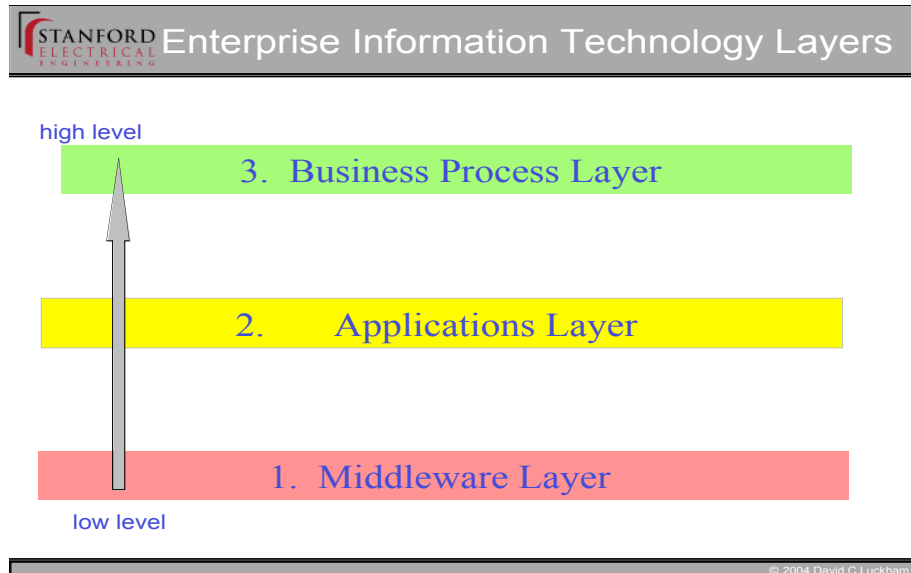 STANFORD
ELECTRICAL
ENGINEERING
Enterprise Information Technology Layers
high level
3. Business Process Layer
2. Applications Layer
1. Middleware Layer
low level
© 2004 David C Luckham